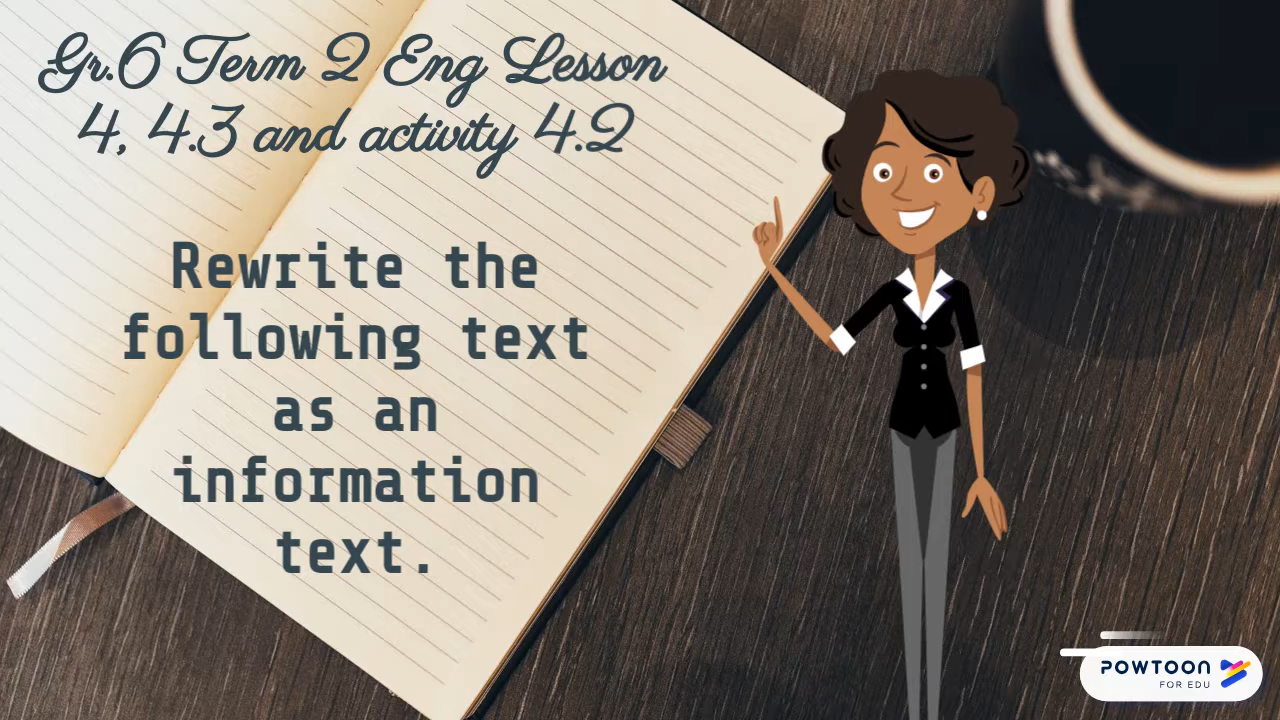 Gr.6 Term 2 Eng Lesson
4, 4.3 and activity 4.2
Rewrite the
following text
as an
information
text.
POWTOON
FOR EDU